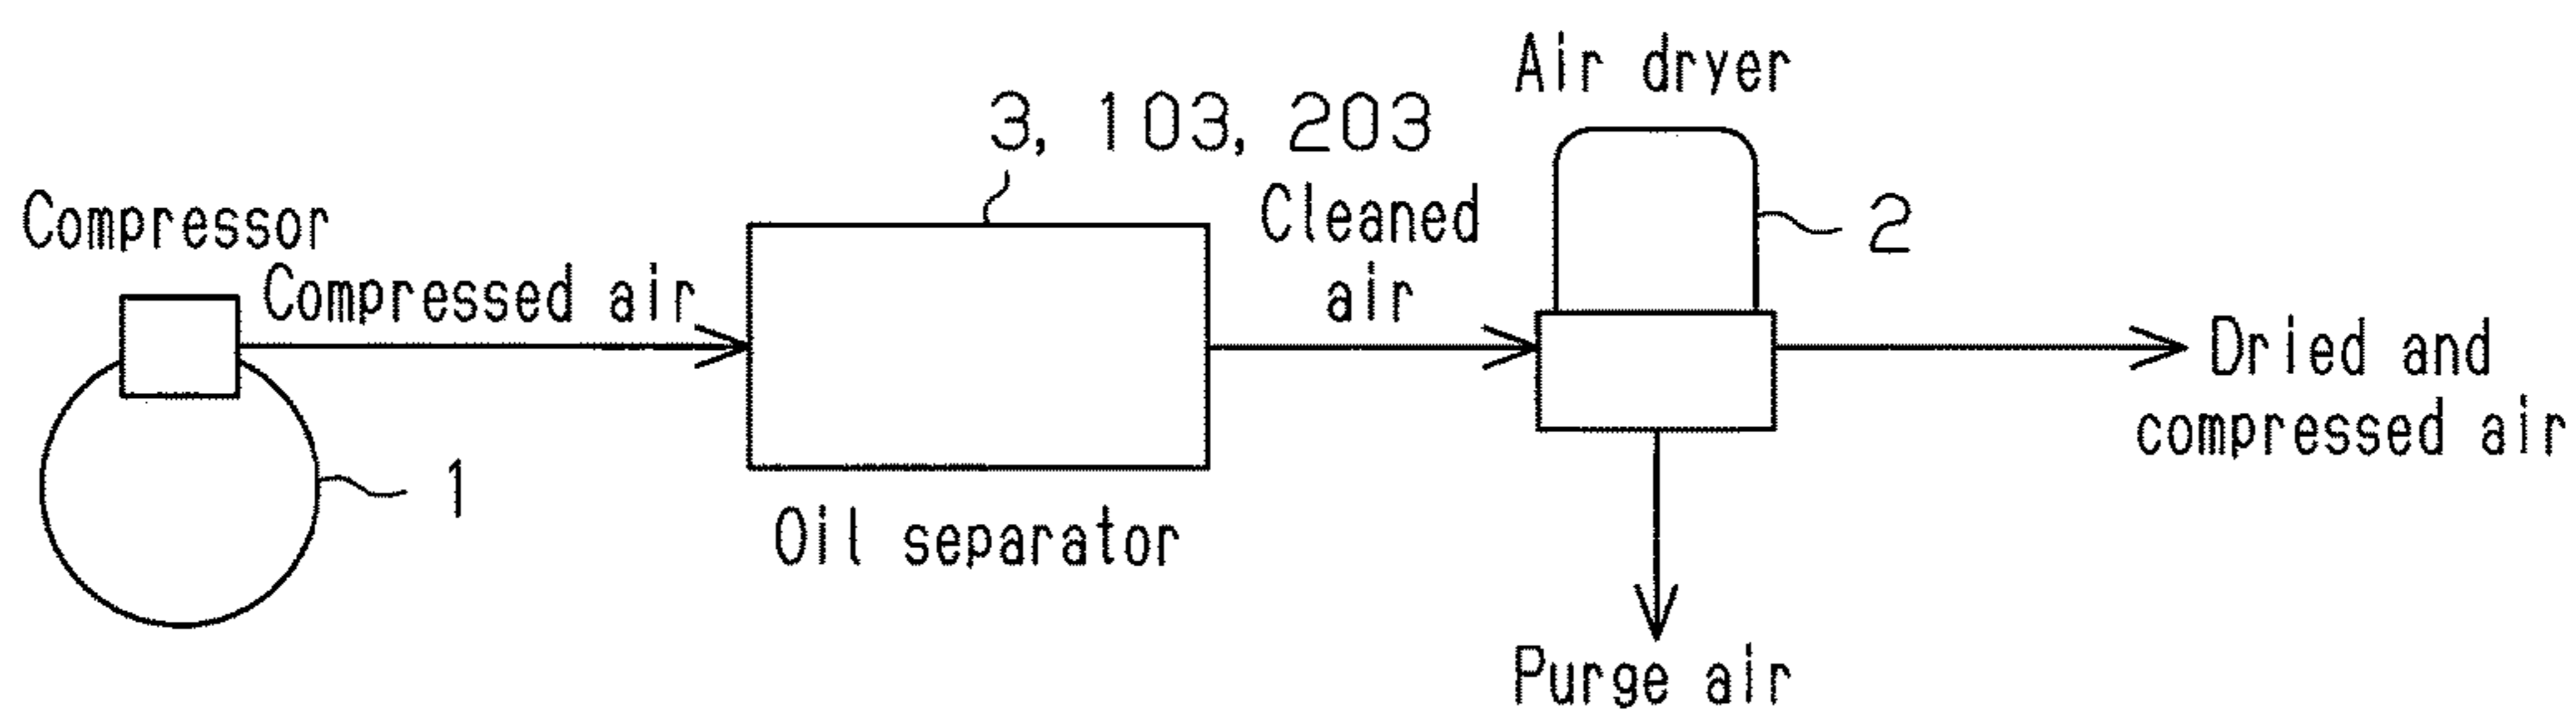 Air dryer
3, 103, 203
Compressor
Cleaned
air
2
Compressed air
Dried and
compressed air
1
Oil separator
Purge air